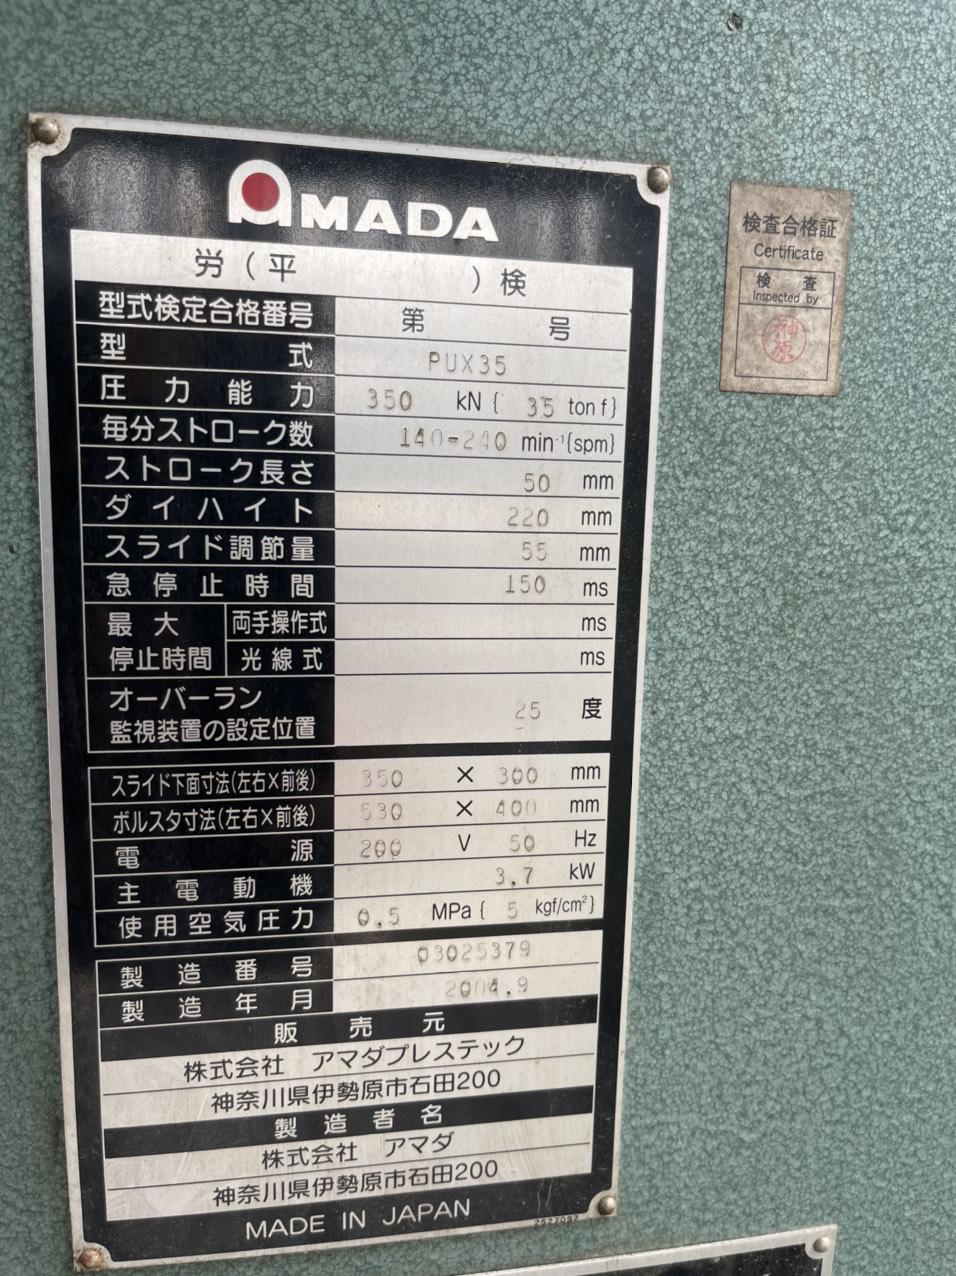 AMADA
労(平 )検
型式検定合格番号 第 号
型式 PUX35
圧力能力 350 kN{ 35 tonf}
毎分ストローク数 140-240 min⁻¹{spm}
ストローク長さ 50 mm
ダイハイト 220 mm
スライド調節量 55 mm
急停止時間 150 ms
最大停止時間 両手操作式 ms
光線式 ms
オーバーラン
監視装置の設定位置 25 度
スライド下面寸法(左右×前後) 350 × 300 mm
ボルスタ寸法(左右×前後) 530 × 400 mm
電源 200 V 50 Hz
主電動機 3.7 kW
使用空気圧力 0.5 MPa{ 5 kgf/cm²}
製造番号 03025379
製造年月 2004.9
販売元
株式会社 アマダプレステック
神奈川県伊勢原市石田200
製造者名
株式会社 アマダ
神奈川県伊勢原市石田200
MADE IN JAPAN
2527097
検査合格証
Certificate
検査
Inspected by
榊原